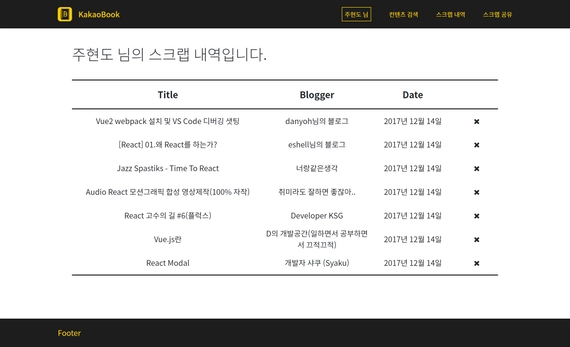 KakaoBook
주현도 님
컨텐츠 검색
스크랩 내역
스크랩 공유
주현도 님의 스크랩 내역입니다.
Title Blogger Date
Vue2 webpack 설치 및 VS Code 디버깅 셋팅 danyoh님의 블로그 2017년 12월 14일 ✖
[React] 01.왜 React를 하는가? eshell님의 블로그 2017년 12월 14일 ✖
Jazz Spastiks - Time To React 너랑같은생각 2017년 12월 14일 ✖
Audio React 모션그래픽 합성 영상제작(100% 자작) 쥐미라도 잘하면 좋잖아.. 2017년 12월 14일 ✖
React 고수의 길 #6(플럭스) Developer KSG 2017년 12월 14일 ✖
Vue.js란 D의 개발공간(일하면서 공부하면 2017년 12월 14일 ✖
서 끄적끄적)
React Modal 개발자 샤쿠 (Syaku) 2017년 12월 14일 ✖
Footer